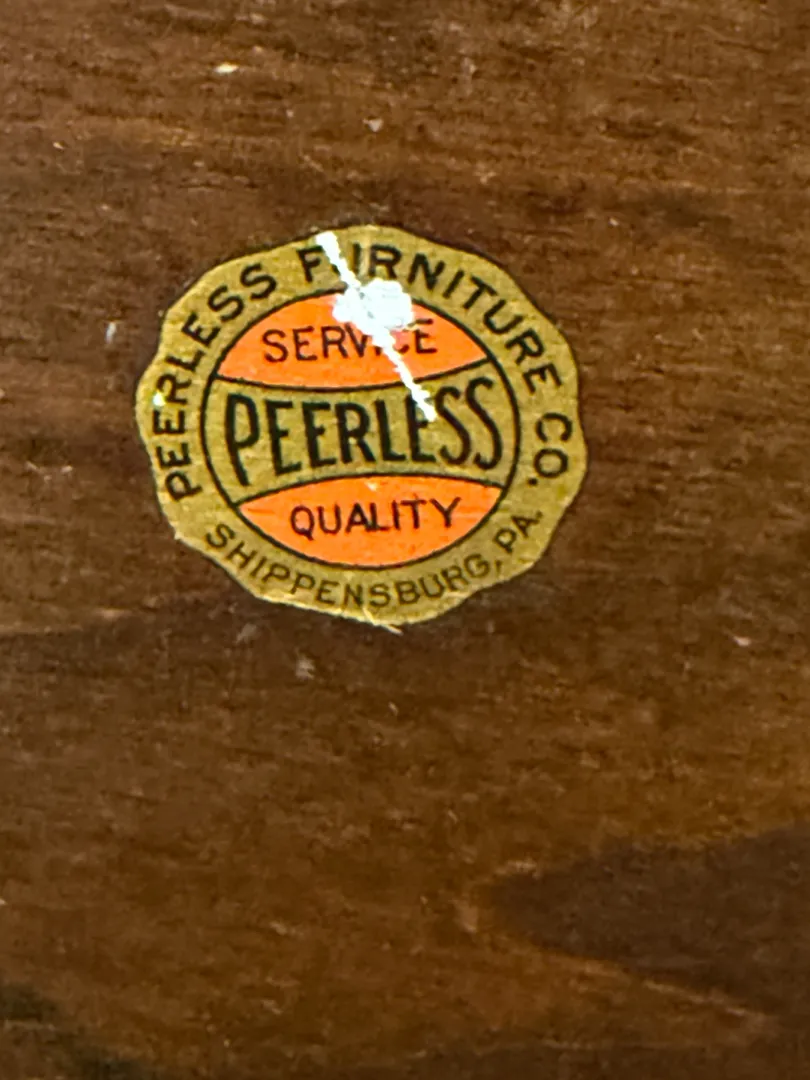 PEERLESS FURNITURE CO.
SERVICE
PEERLESS
QUALITY
SHIPPENSBURG, PA.